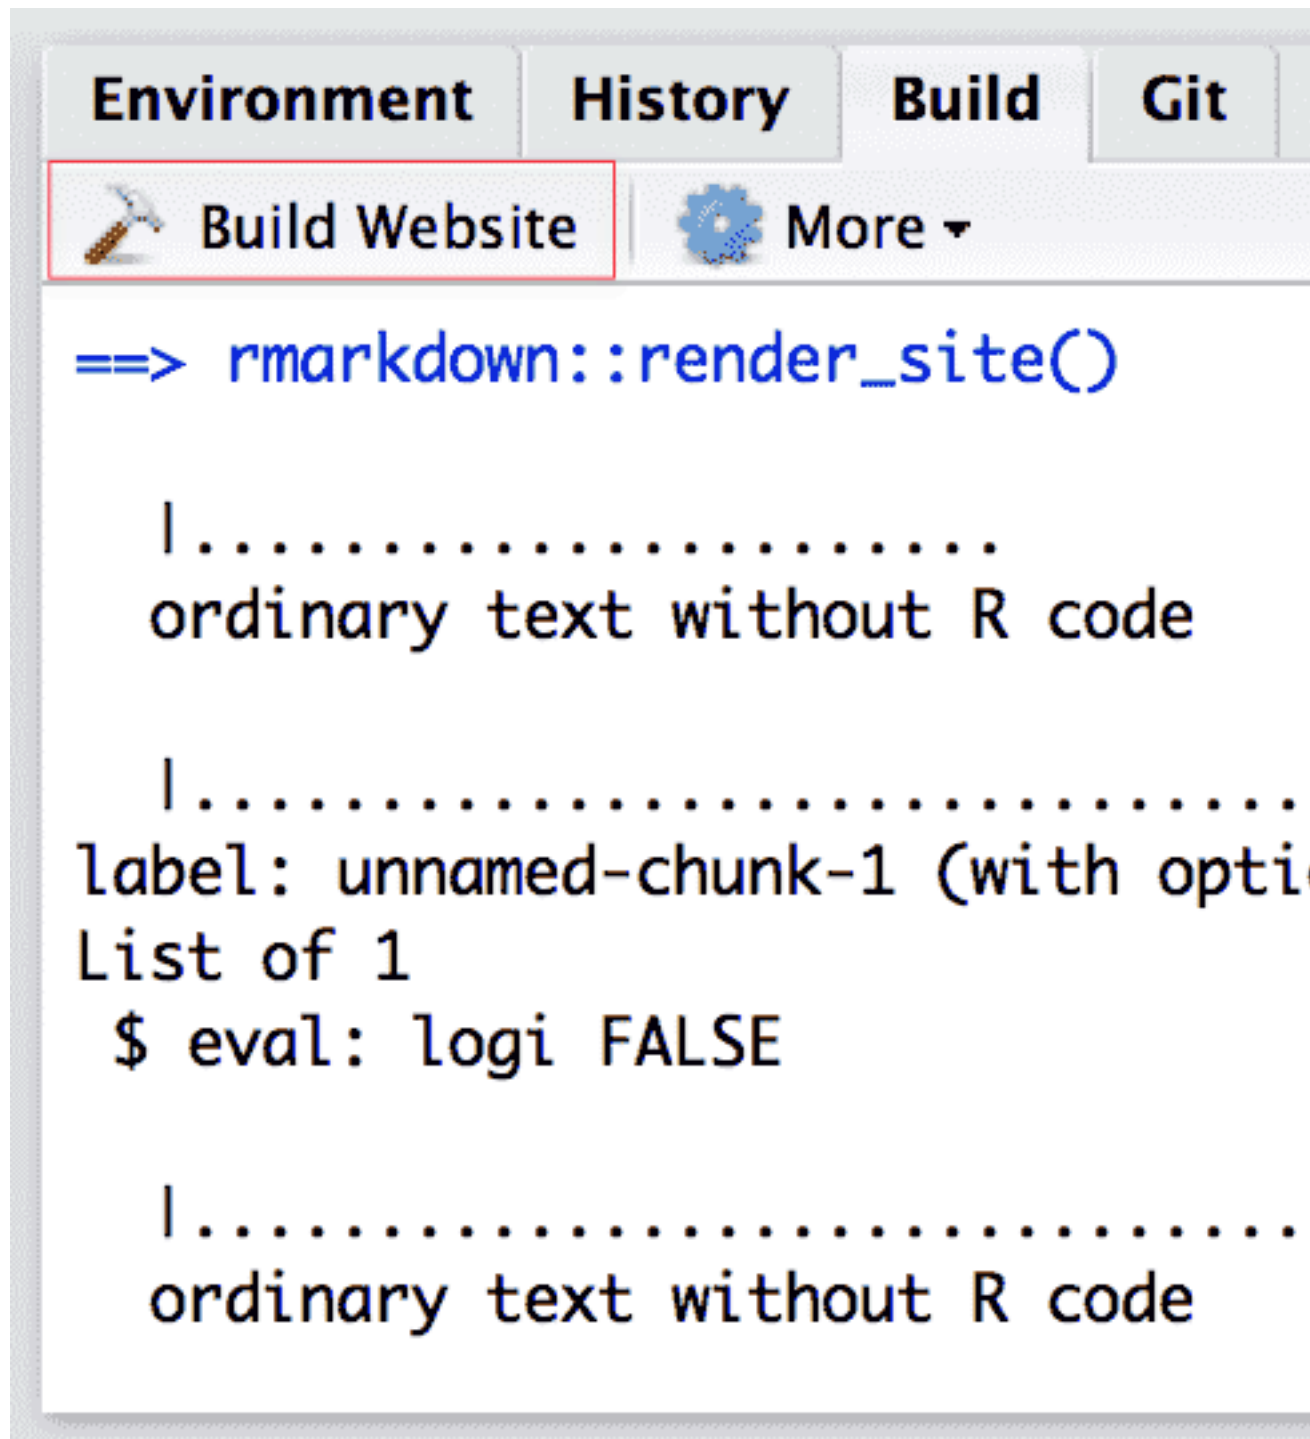 Environment History Build Git
Build Website More
==> rmarkdown::render_site()
|......................
ordinary text without R code
|..............................
label: unnamed-chunk-1 (with
List of 1
$ eval: logi FALSE
|..............................
ordinary text without R code